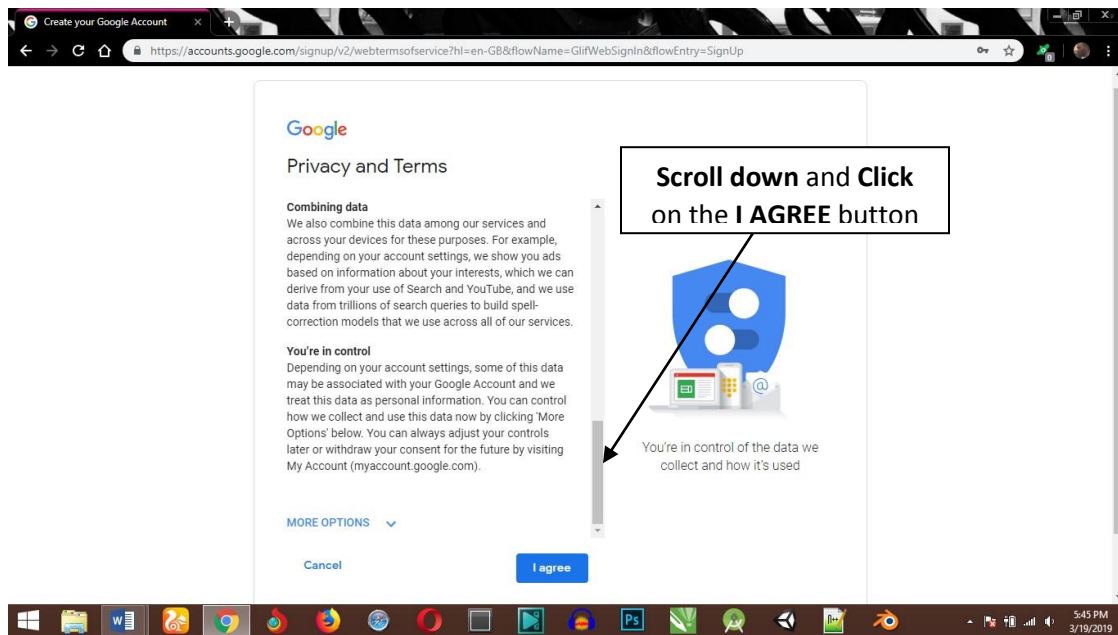 Create your Google Account
https://accounts.google.com/signup/v2/webtermsofservice?hl=en-GB&flowName=GlifWebSignIn&flowEntry=SignUp
Google
Privacy and Terms
Scroll down and Click
on the I AGREE button
Combining data
We also combine this data among our services and
across your devices for these purposes. For example,
depending on your account settings, we show you ads
based on information about your interests, which we can
derive from your use of Search and YouTube, and we use
data from trillions of search queries to build spell-
correction models that we use across all of our services.
You're in control
Depending on your account settings, some of this data
may be associated with your Google Account and we
treat this data as personal information. You can control
how we collect and use this data now by clicking 'More
Options' below. You can always adjust your controls
later or withdraw your consent for the future by visiting
My Account (myaccount.google.com).
@
You're in control of the data we
collect and how it's used
MORE OPTIONS
Cancel
I agree
W
Ps
5:45 PM
3/19/2019